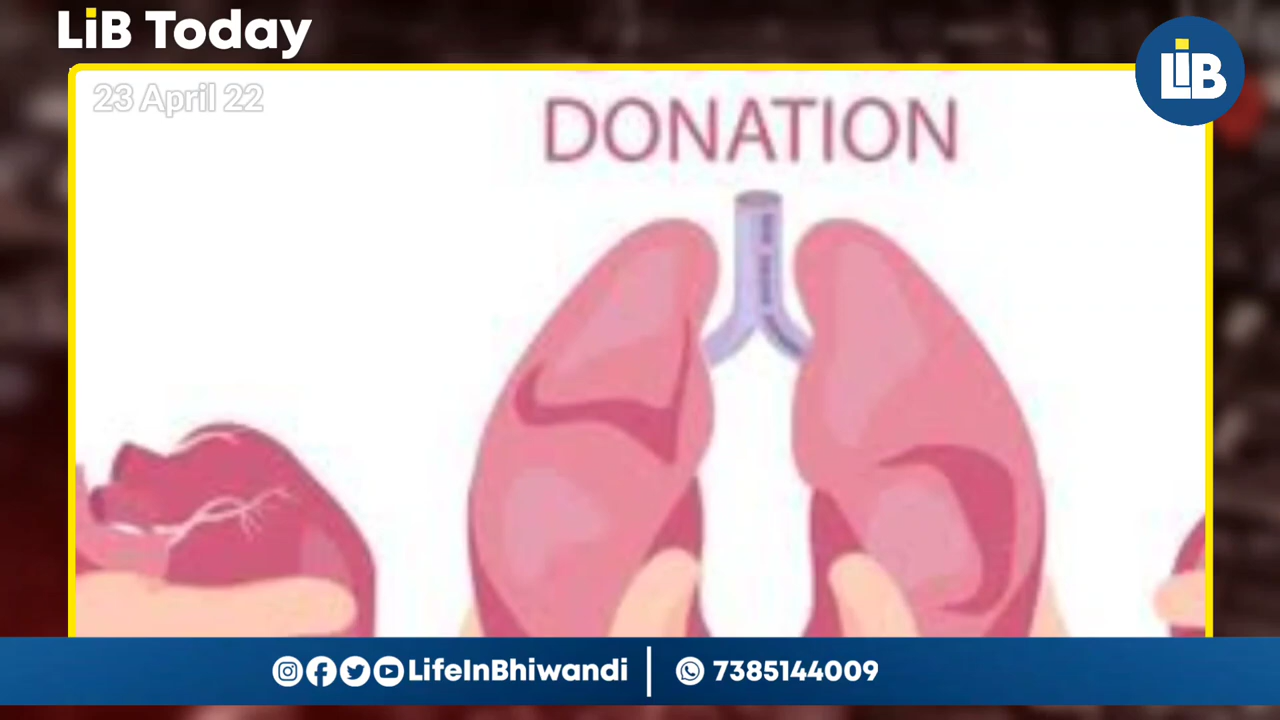 LiB Today
LiB
23 April 22
DONATION
LifeInBhiwandi | 7385144009